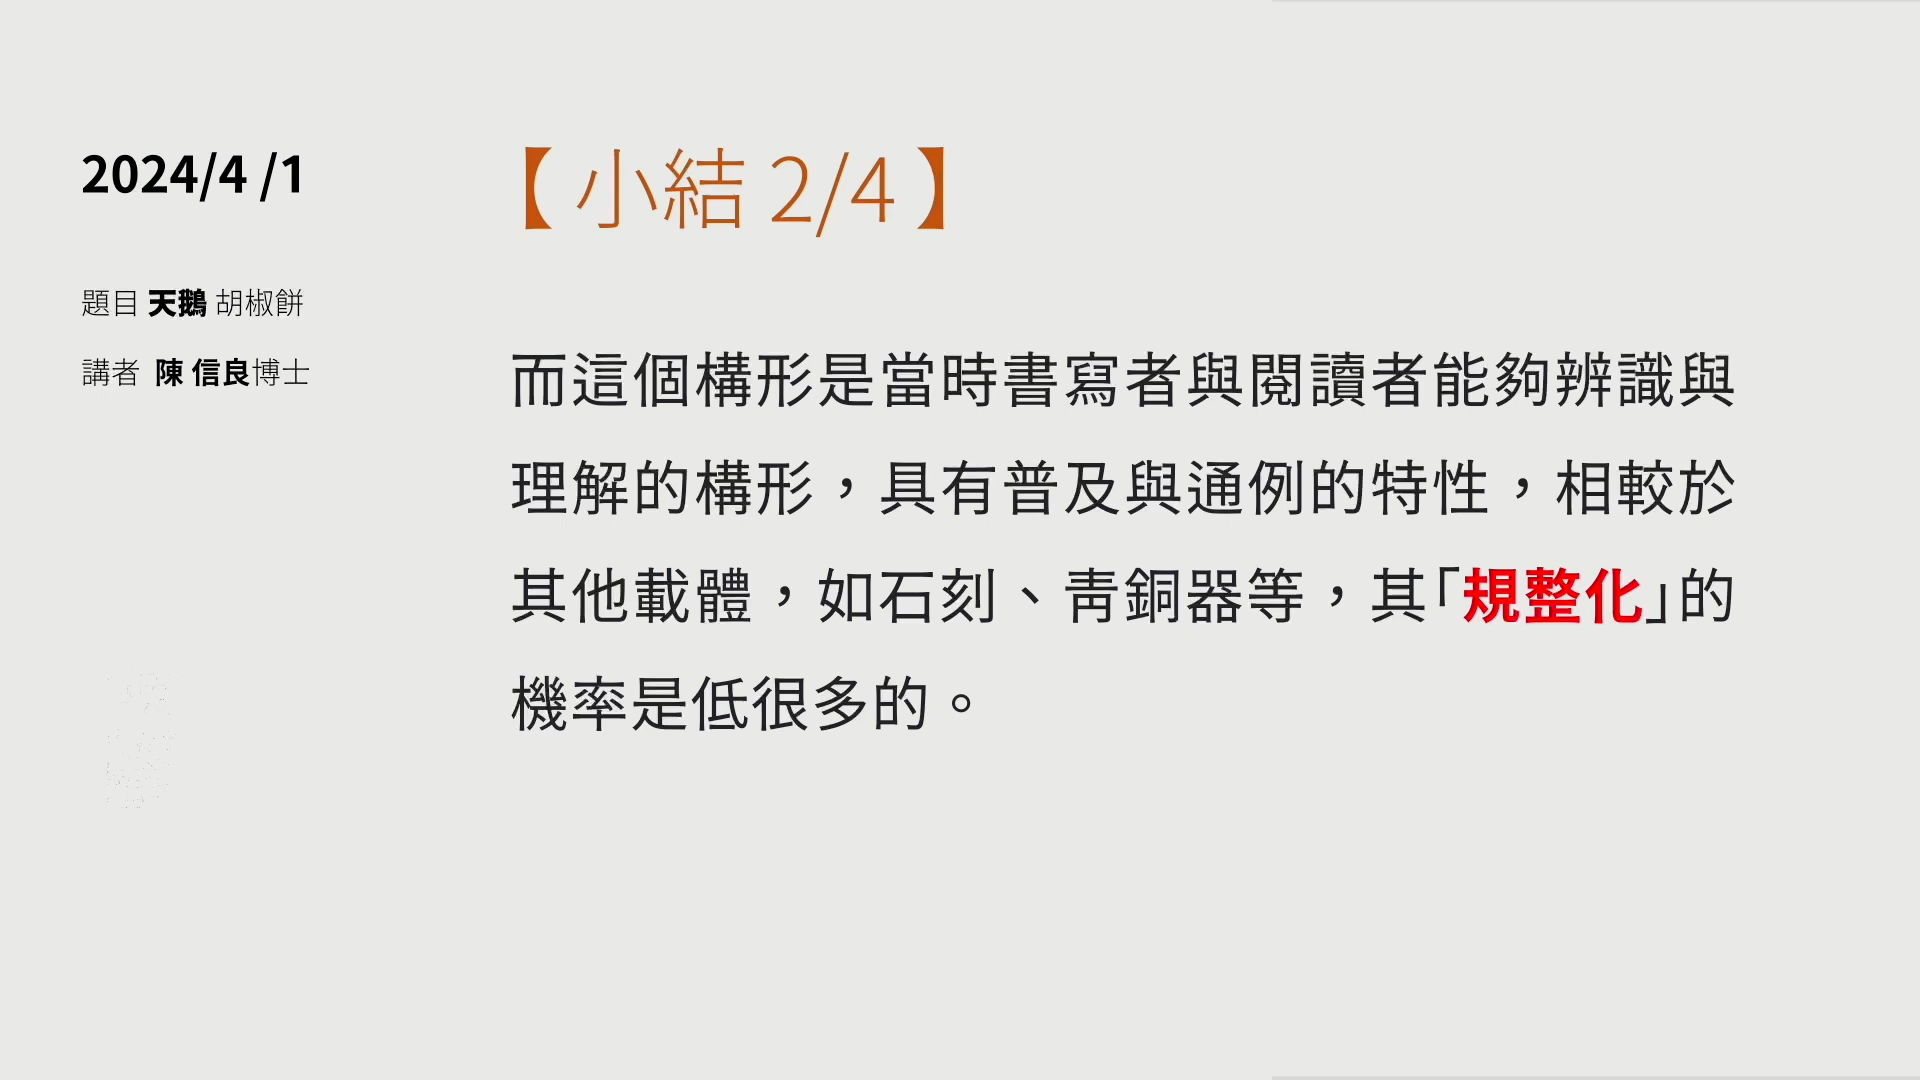 2024/4 /1
題目 天鵝 胡椒餅
講者 陳 信良博士
【 小結 2/4 】
而這個構形是當時書寫者與閱讀者能夠辨識與
理解的構形，具有普及與通例的特性，相較於
其他載體，如石刻、靑銅器等，其「規整化」的
機率是低很多的。